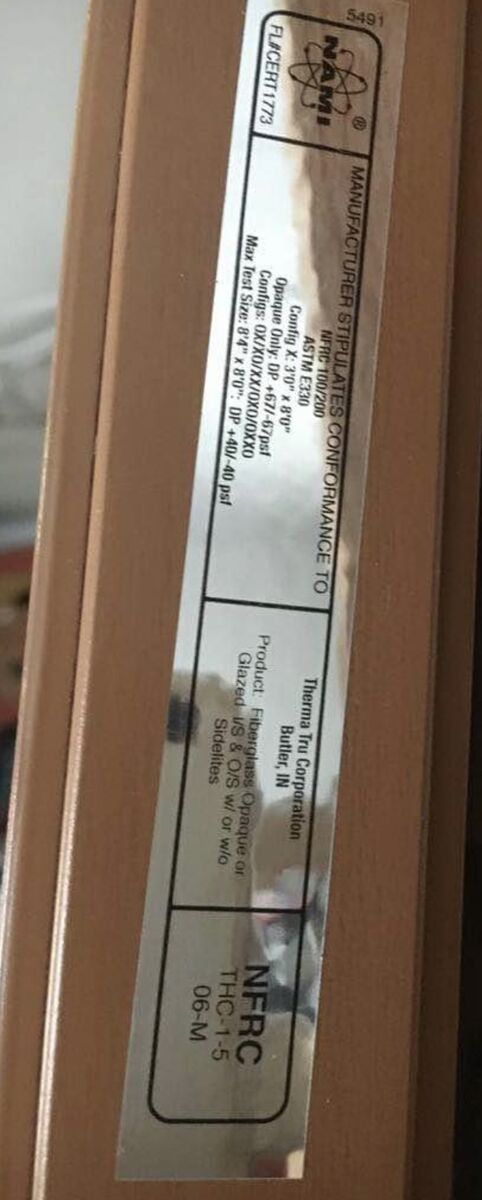 5491
NAMI®
FL#CERT1773
MANUFACTURER STIPULATES CONFORMANCE TO
NFRC 100/200
ASTM E330
Config X: 3'0" x 8'0"
Opaque Only: DP +67/-67psf
Configs: OX/XO/XX/OXO/OXXO
Max Test Size: 8'4" x 8'0": DP +40/-40 psf
Therma Tru Corporation
Butler, IN
Product: Fiberglass Opaque or
Glazed I/S & O/S w/ or w/o
Sidelites
NFRC
THC-1-5
06-M